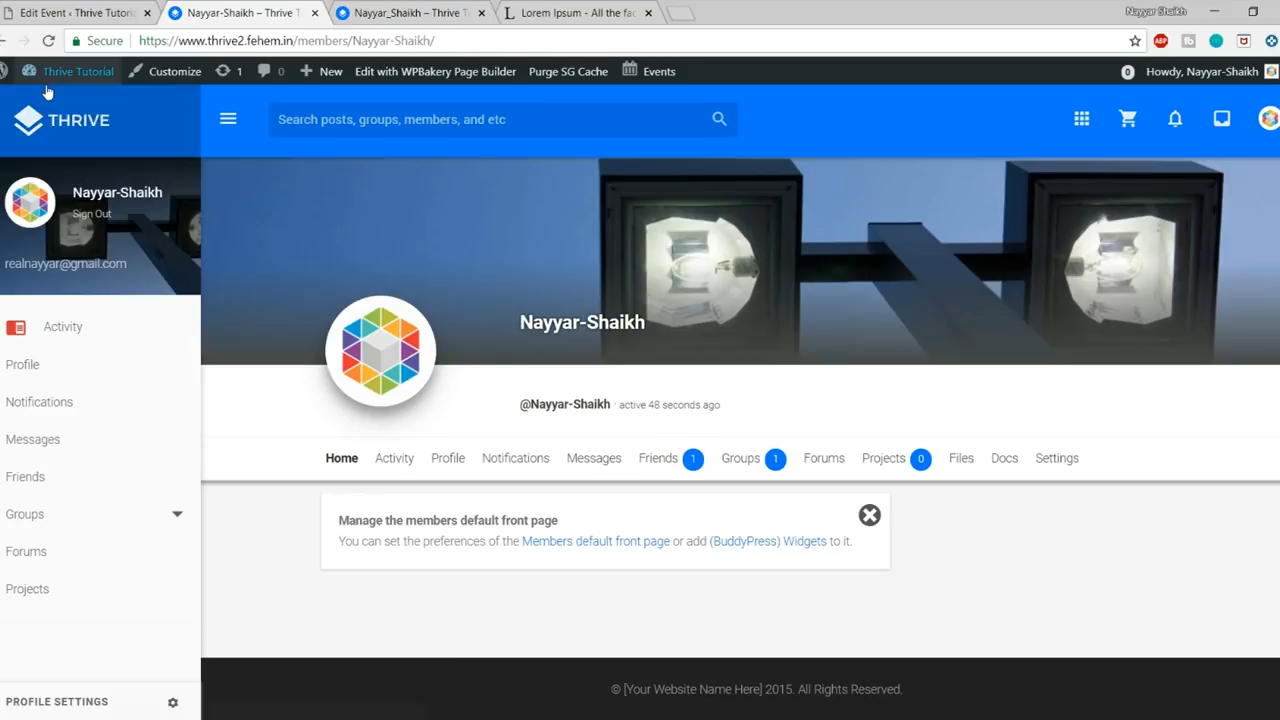 Edit Event ‹ Thrive Tutori
Nayyar-Shaikh – Thrive T
Nayyar_Shaikh – Thrive T
Lorem Ipsum - All the fac
Nayyar Shaikh
Secure
https://www.thrive2.fehem.in/members/Nayyar-Shaikh/
ABP
Thrive Tutorial
Customize
1
0
New
Edit with WPBakery Page Builder
Purge SG Cache
Events
0
Howdy, Nayyar-Shaikh
THRIVE
Search posts, groups, members, and etc
Nayyar-Shaikh
Sign Out
realnayyar@gmail.com
Activity
Profile
Notifications
Messages
Friends
Groups
Forums
Projects
PROFILE SETTINGS
Nayyar-Shaikh
@Nayyar-Shaikh · active 48 seconds ago
Home Activity Profile Notifications Messages Friends 1 Groups 1 Forums Projects 0 Files Docs Settings
Manage the members default front page
You can set the preferences of the Members default front page or add (BuddyPress) Widgets to it.
© [Your Website Name Here] 2015. All Rights Reserved.